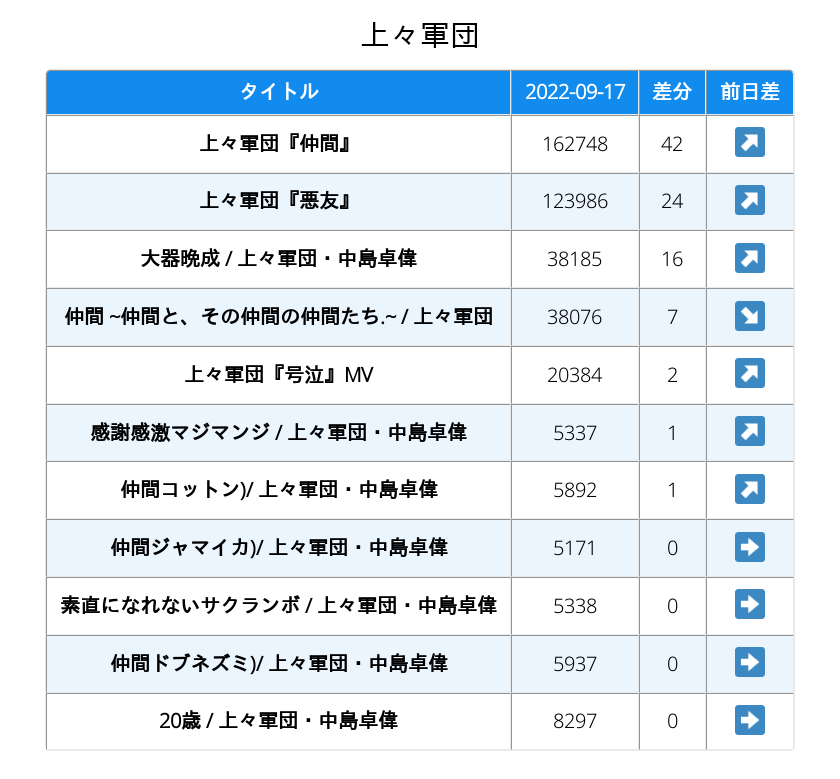 上々軍団
タイトル 2022-09-17 差分 前日差
上々軍団『仲間』 162748 42 ↗
上々軍団『悪友』 123986 24 ↗
大器晩成 / 上々軍団・中島卓偉 38185 16 ↗
仲間 ~仲間と、その仲間の仲間たち.~ / 上々軍団 38076 7 ↘
上々軍団『号泣』MV 20384 2 ↗
感謝感激マジマンジ / 上々軍団・中島卓偉 5337 1 ↗
仲間コットン)/ 上々軍団・中島卓偉 5892 1 ↗
仲間ジャマイカ)/ 上々軍団・中島卓偉 5171 0 ➡
素直になれないサクランボ / 上々軍団・中島卓偉 5338 0 ➡
仲間ドブネズミ)/ 上々軍団・中島卓偉 5937 0 ➡
20歳 / 上々軍団・中島卓偉 8297 0 ➡